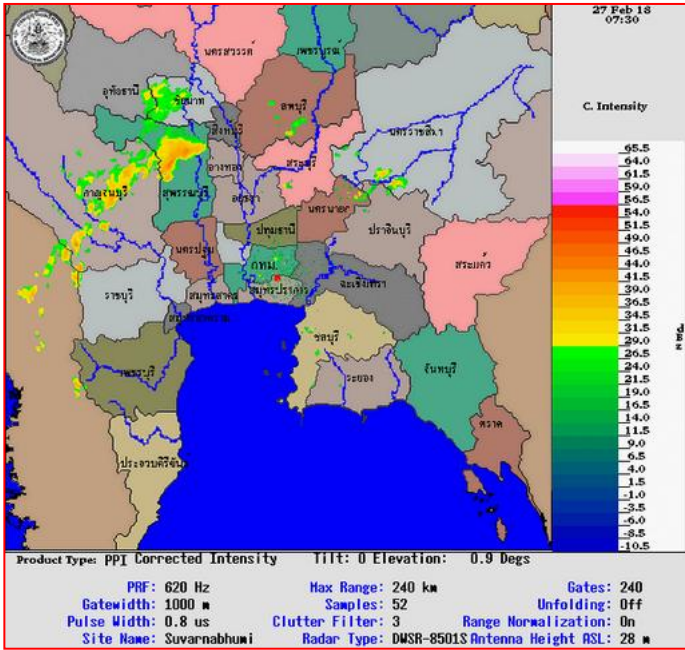 27 Feb 18
07:30
C. Intensity
65.5
64.0
61.5
59.0
56.5
54.0
51.5
49.0
46.5
44.0
41.5
39.0
36.5
34.0
31.5
29.0
26.5
24.0
21.5
19.0
16.5
14.0
11.5
9.0
6.5
4.0
1.5
-1.0
-3.5
-6.0
-8.5
-10.5
นครสวรรค์
เพชรบูรณ์
อุทัยธานี
ชัยนาท
ลพบุรี
สิงห์บุรี
นครราชสีมา
สระบุรี
อ่างทอง
กาญจนบุรี
สุพรรณบุรี
อยุธยา
นครนายก
ปราจีนบุรี
ปทุมธานี
นครปฐม
กทม.
สระแก้ว
ฉะเชิงเทรา
ราชบุรี
สมุทรสาคร
สมุทรปราการ
ชลบุรี
เพชรบุรี
ระยอง
จันทบุรี
ตราด
ประจวบคีรีขันธ์
Product Type: PPI Corrected Intensity Tilt: 0 Elevation: 0.9 Degs
PRF: 620 Hz Max Range: 240 km Gates: 240
Gatewidth: 1000 m Samples: 52 Unfolding: Off
Pulse Width: 0.8 us Clutter Filter: 3 Range Normalization: On
Site Name: Suvarnabhumi Radar Type: DWSR-8501S Antenna Height ASL: 28 m